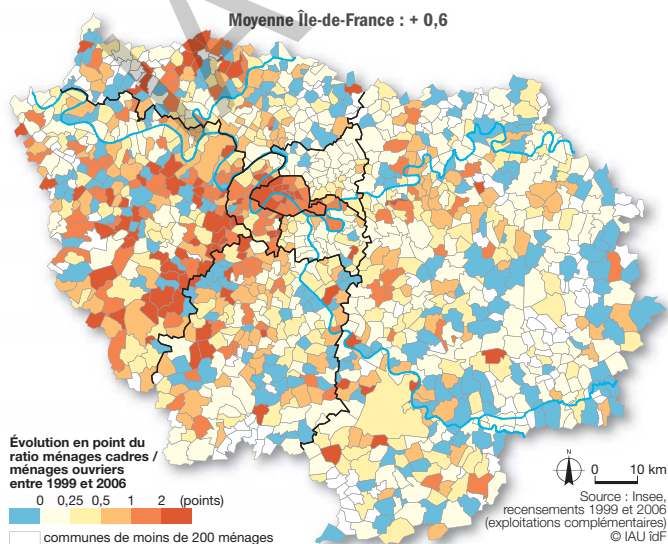 Moyenne Île-de-France : + 0,6
Évolution en point du
ratio ménages cadres /
ménages ouvriers
entre 1999 et 2006
0 0,25 0,5 1 2 (points)
communes de moins de 200 ménages
N
0 10 km
Source : Insee,
recensements 1999 et 2006
(exploitations complémentaires)
© IAU îdF